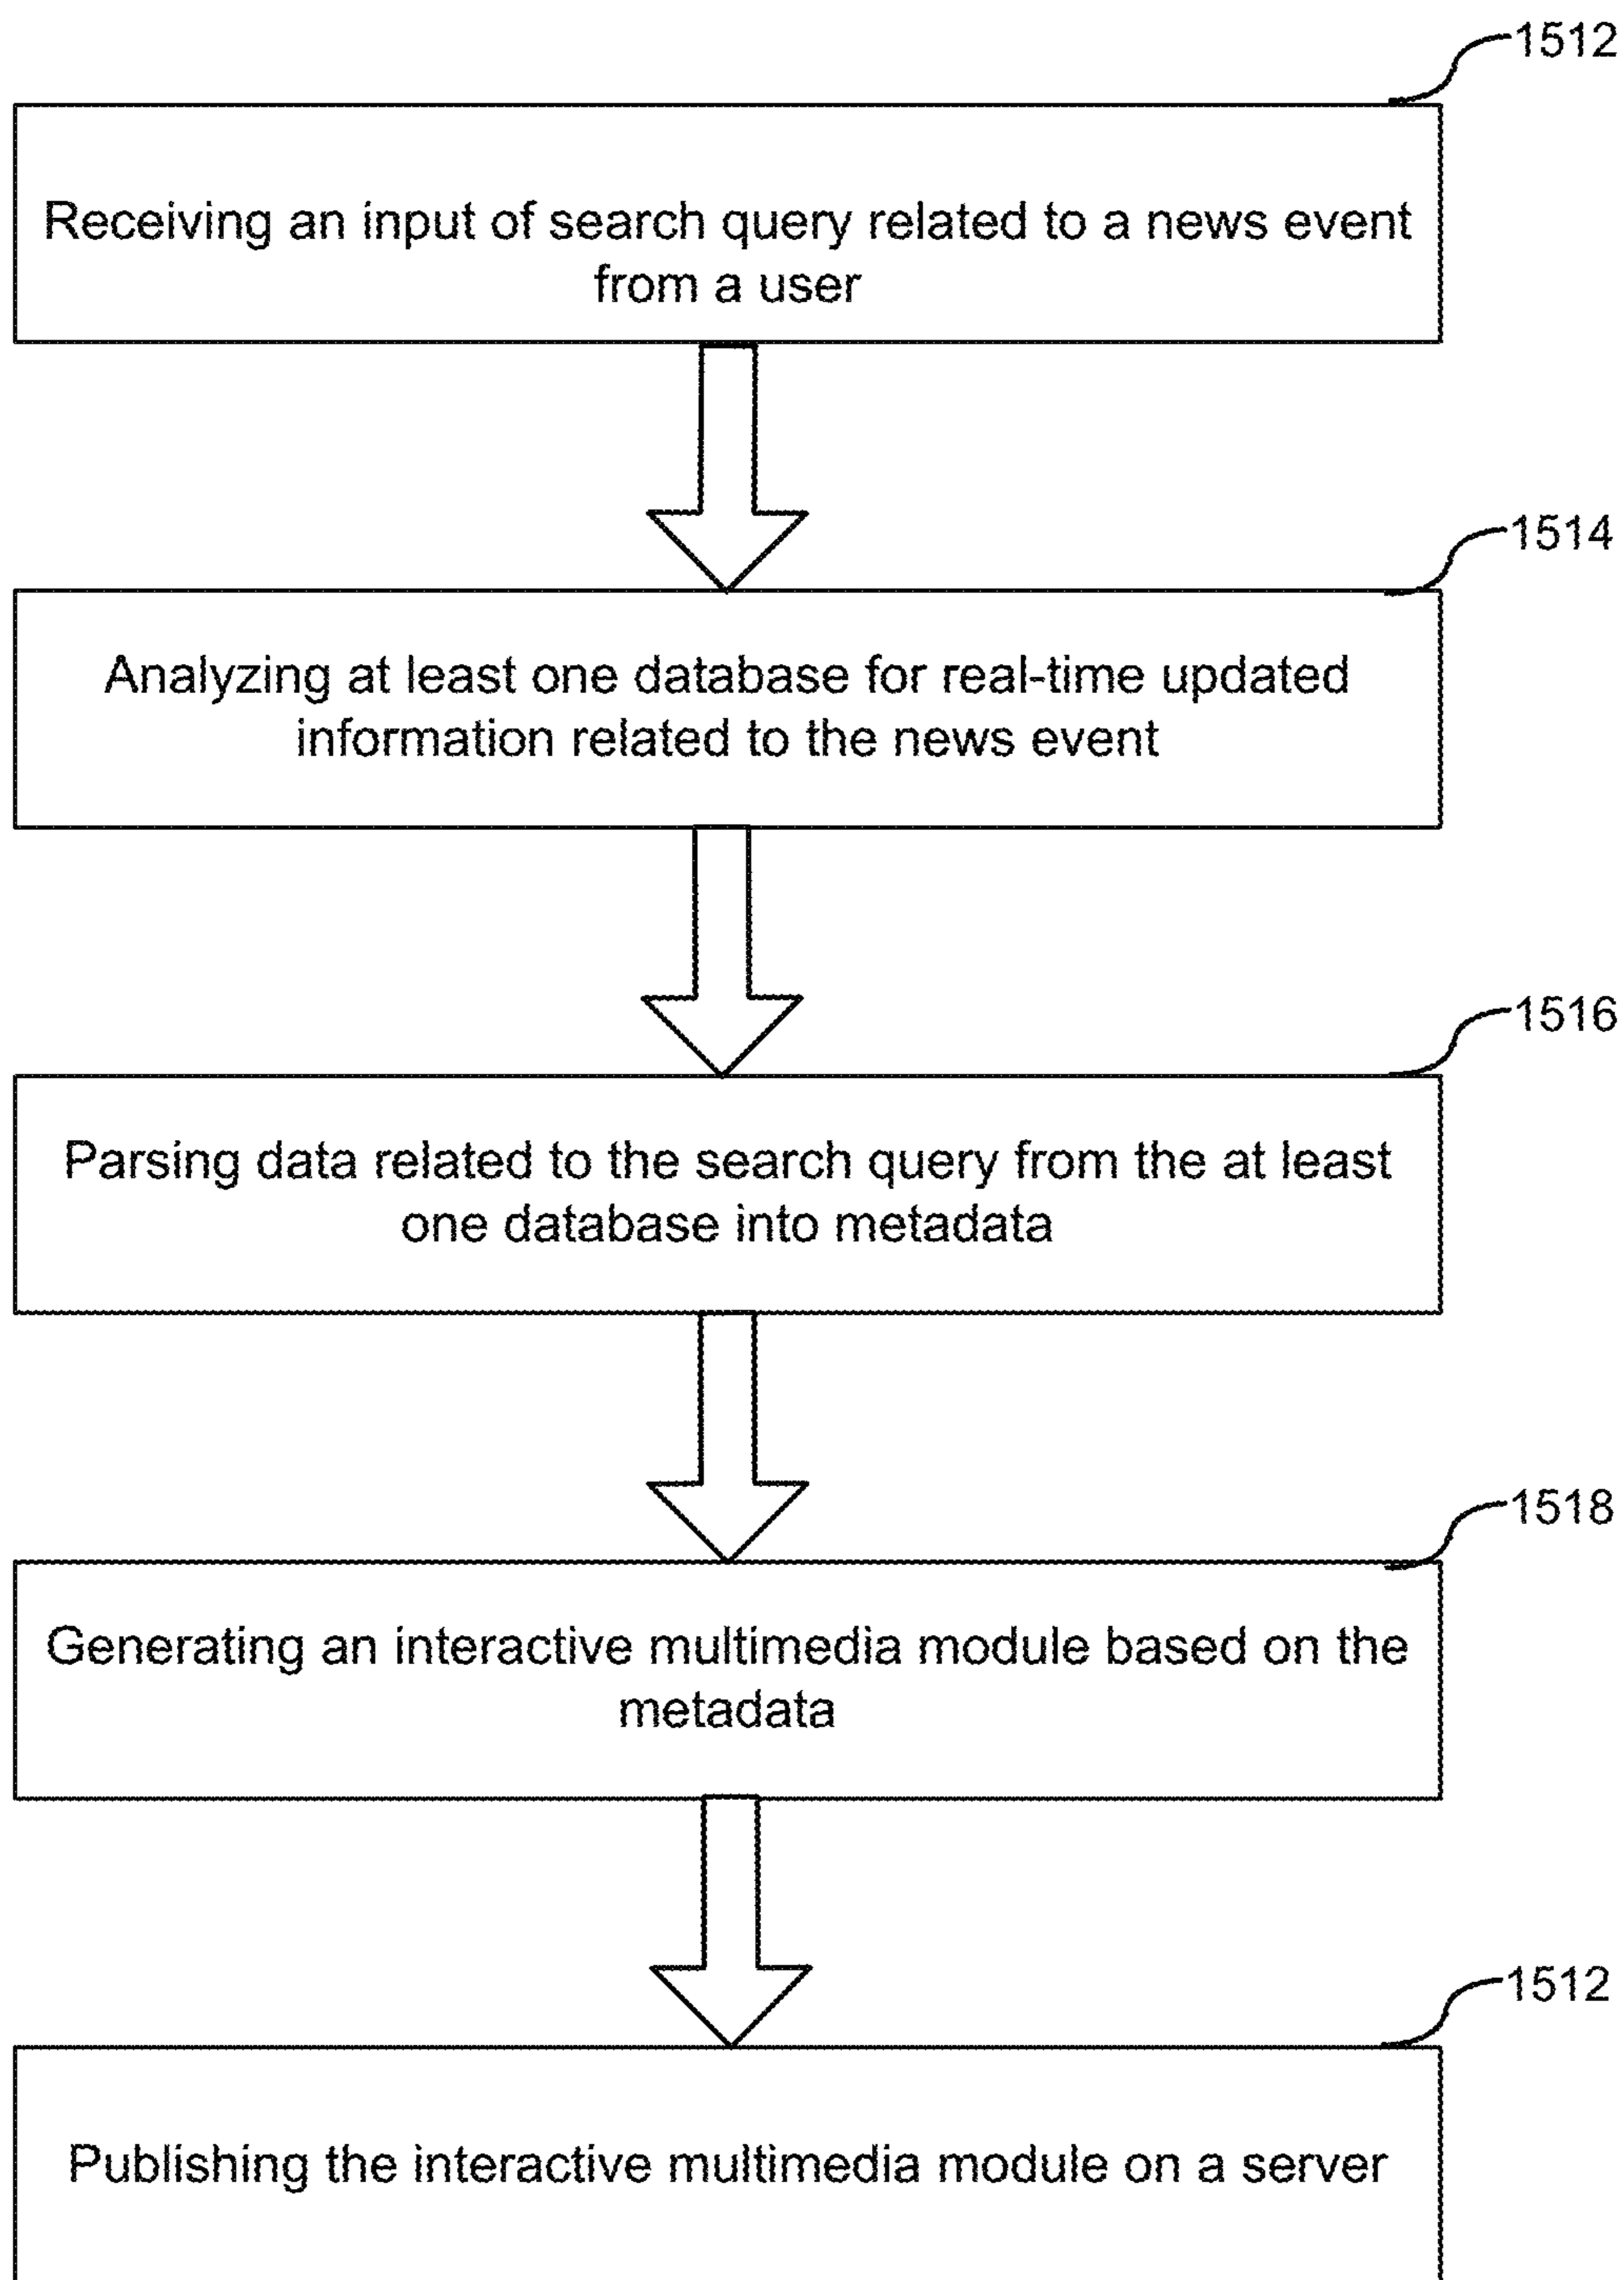 1512
Receiving an input of search query related to a news event
from a user
1514
Analyzing at least one database for real-time updated
information related to the news event
1516
Parsing data related to the search query from the at least
one database into metadata
1518
Generating an interactive multimedia module based on the
metadata
1512
Publishing the interactive multimedia module on a server